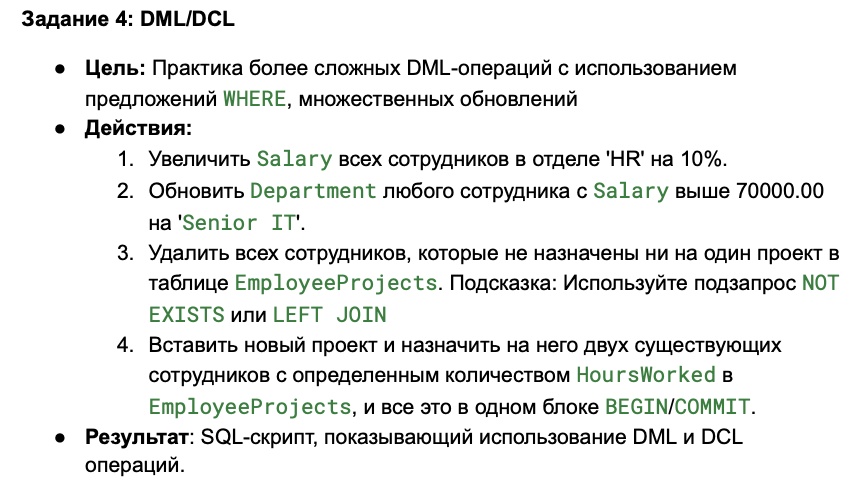 Задание 4: DML/DCL
● Цель: Практика более сложных DML-операций с использованием
предложений WHERE, множественных обновлений
● Действия:
1. Увеличить Salary всех сотрудников в отделе 'HR' на 10%.
2. Обновить Department любого сотрудника с Salary выше 70000.00
на 'Senior IT'.
3. Удалить всех сотрудников, которые не назначены ни на один проект в
таблице EmployeeProjects. Подсказка: Используйте подзапрос NOT
EXISTS или LEFT JOIN
4. Вставить новый проект и назначить на него двух существующих
сотрудников с определенным количеством HoursWorked в
EmployeeProjects, и все это в одном блоке BEGIN/COMMIT.
● Результат: SQL-скрипт, показывающий использование DML и DCL
операций.